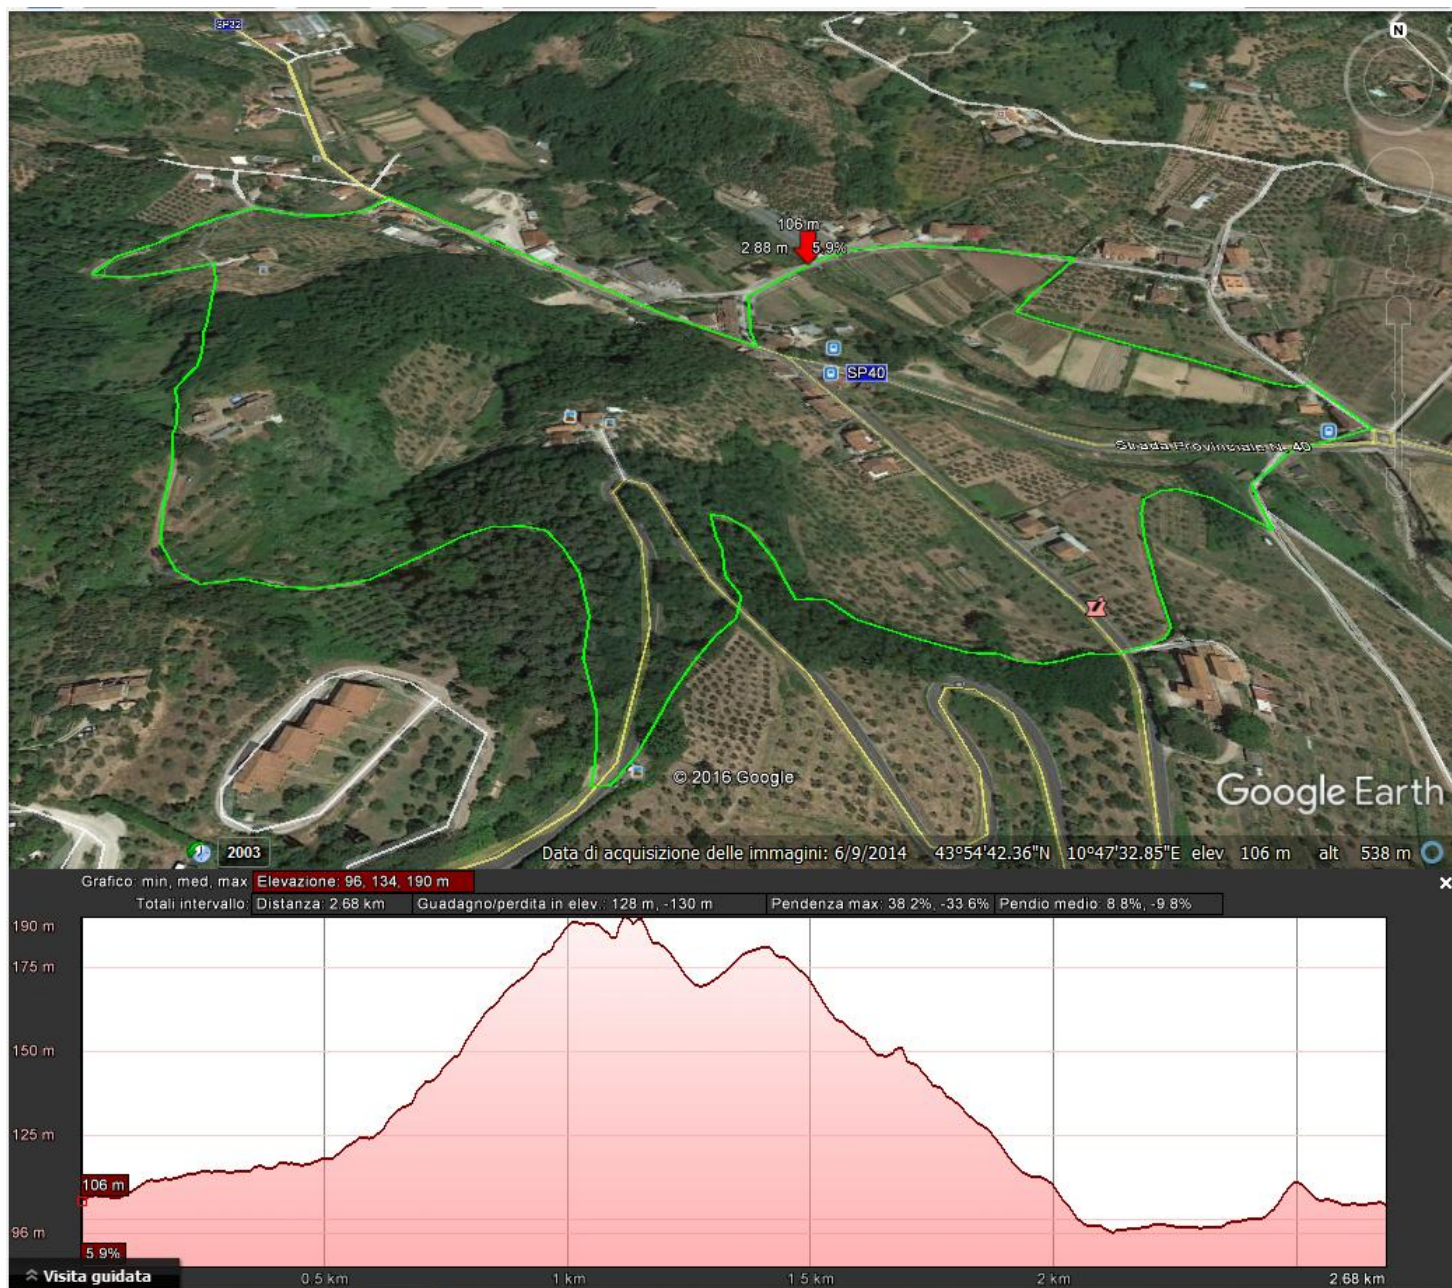 SP32
N
106 m
2.88 m 5.9%
SP40
Strada Provinciale N. 40
© 2016 Google
Google Earth
2003
Data di acquisizione delle immagini: 6/9/2014 43°54'42.36"N 10°47'32.85"E elev 106 m alt 538 m
Grafico: min, med, max Elevazione: 96, 134, 190 m
Totali intervallo: Distanza: 2.68 km Guadagno/perdita in elev.: 128 m, -130 m Pendenza max: 38.2%, -33.6% Pendio medio: 8.8%, -9.8%
190 m
175 m
150 m
125 m
106 m
96 m
5.9%
Visita guidata
0.5 km 1 km 1.5 km 2 km 2.68 km